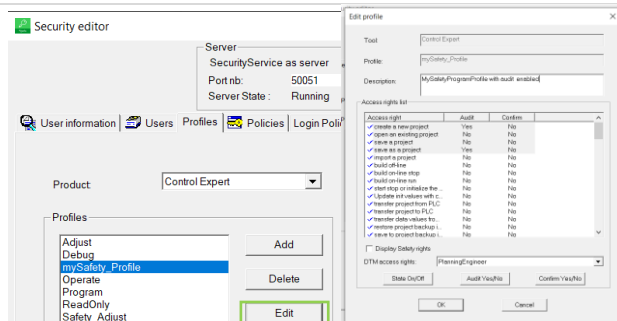 Security editor
Server
SecurityService as server
Port nb: 50051
Server State : Running
User information Users Profiles Policies Login Poli
Product: Control Expert
Profiles
Adjust
Debug
mySafety_Profile
Operate
Program
ReadOnly
Safety_Adjust
Add
Delete
Edit
Edit profile
Tool: Control Expert
Profile: mySafety_Profile
Description: MySafetyProgramProfile with audit enabled
Access rights list
Access right Audit Confirm
create a new project Yes No
open an existing project No No
save a project No No
save as a project Yes No
import a project No No
build off-line No No
build on-line stop No No
build on-line run No No
start stop or initialize the ... No No
Update init values with c... No No
transfer project from PLC No No
transfer project to PLC No No
transfer data values fro... No No
restore project backup i... No No
save to project backup i... No No
Display Safety rights
DTM access rights: PlanningEngineer
State On/Off
Audit Yes/No
Confirm Yes/No
OK
Cancel